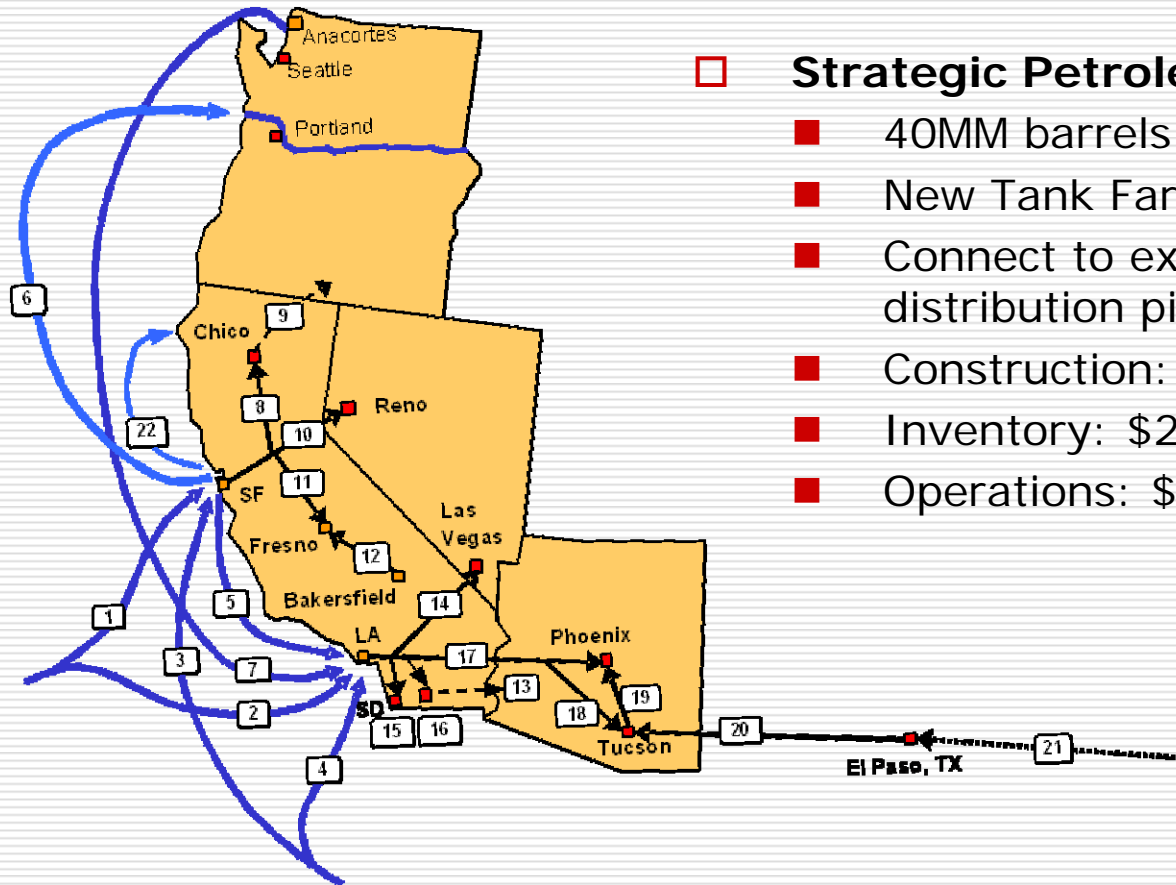 Anacortes
Seattle
Portland
6
9
Chico
8
Reno
10
22
11
SF
Las
Vegas
Fresno
12
Bakersfield
14
5
1
LA
Phoenix
3
7
17
13
19
2
SD
18
15
16
20
Tucson
21
El Paso, TX
4
Strategic Petrole
40MM barrels
New Tank Far
Connect to ex
distribution pi
Construction:
Inventory: $2
Operations: $